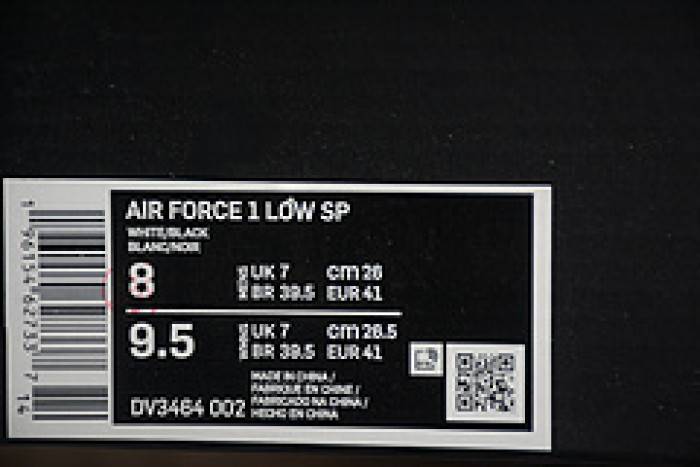 AIR FORCE 1 LOW SP
WHITE/BLACK
BLANC/NOIR
8 UK 7 cm 26
BR 39.5 EUR 41
9.5 UK 7 cm 26.5
BR 39.5 EUR 41
MADE IN CHINA /
FABRIQUE EN CHINE /
FABRICADO NA CHINA /
HECHO EN CHINA
DV3464 002